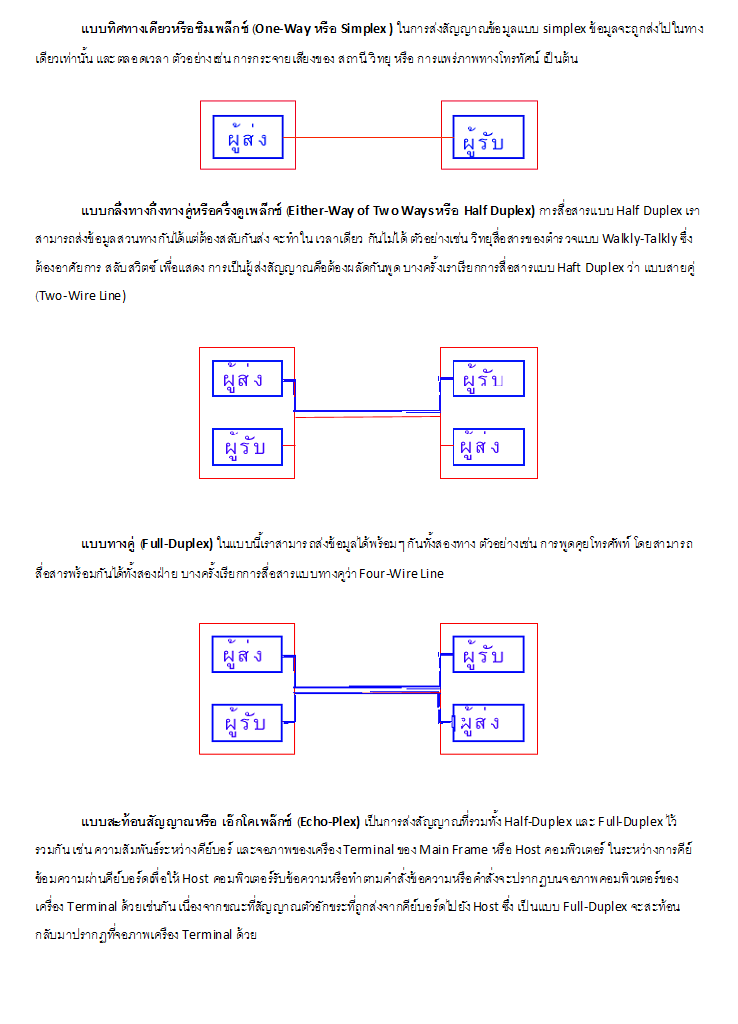 แบบทิศทางเดียวหรือซิมเพล็กซ์ (One-Way หรือ Simplex ) ในการส่งสัญญาณข้อมูลแบบ simplex ข้อมูลจะถูกส่งไปในทาง
เดียวเท่านั้น และตลอดเวลา ตัวอย่างเช่น การกระจายเสียงของ สถานี วิทยุ หรือ การแพร่ภาพทางโทรทัศน์ เป็นต้น
ผู้ส่ง ผู้รับ
แบบกึ่งทางกึ่งทางคู่หรือครึ่งดูเพล็กซ์ (Either-Way of Two Ways หรือ Half Duplex) การสื่อสารแบบ Half Duplex เรา
สามารถส่งข้อมูลสวนทางกันได้แต่ต้องสลับกันส่ง จะทำใน เวลาเดียว กันไม่ได้ ตัวอย่างเช่น วิทยุสื่อสารของตำรวจแบบ Walkly-Talkly ซึ่ง
ต้องอาศัยการ สลับสวิตซ์ เพื่อแสดง การเป็นผู้ส่งสัญญาณคือต้องผลัดกันพูด บางครั้งเราเรียกการสื่อสารแบบ Haft Duplex ว่า แบบสายคู่
(Two-Wire Line)
ผู้ส่ง ผู้รับ
ผู้รับ ผู้ส่ง
แบบทางคู่ (Full-Duplex) ในแบบนี้เราสามารถส่งข้อมูลได้พร้อมๆ กันทั้งสองทาง ตัวอย่างเช่น การพูดคุยโทรศัพท์ โดยสามารถ
สื่อสารพร้อมกันได้ทั้งสองฝ่าย บางครั้งเรียกการสื่อสารแบบทางคู่ว่า Four-Wire Line
ผู้ส่ง ผู้รับ
ผู้รับ ผู้ส่ง
แบบสะท้อนสัญญาณหรือ เอ๊กโคเพล๊กซ์ (Echo-Plex) เป็นการส่งสัญญาณที่รวมทั้ง Half-Duplex และ Full-Duplex ไว้
รวมกัน เช่น ความสัมพันธ์ระหว่างคีย์บอร์ และจอภาพของเครื่อง Terminal ของ Main Frame หรือ Host คอมพิวเตอร์ ในระหว่างการคีย์
ข้อมความผ่านคีย์บอร์ดเพื่อให้ Host คอมพิวเตอร์รับข้อความหรือทำตามคำสั่งข้อความหรือคำสั่งจะปรากฏบนจอภาพคอมพิวเตอร์ของ
เครื่อง Terminal ด้วยเช่นกัน เนื่องจากขณะที่สัญญาณตัวอักขระที่ถูกส่งจากคีย์บอร์ดไปยัง Host ซึ่ง เป็นแบบ Full-Duplex จะสะท้อน
กลับมาปรากฏที่จอภาพเครื่อง Terminal ด้วย